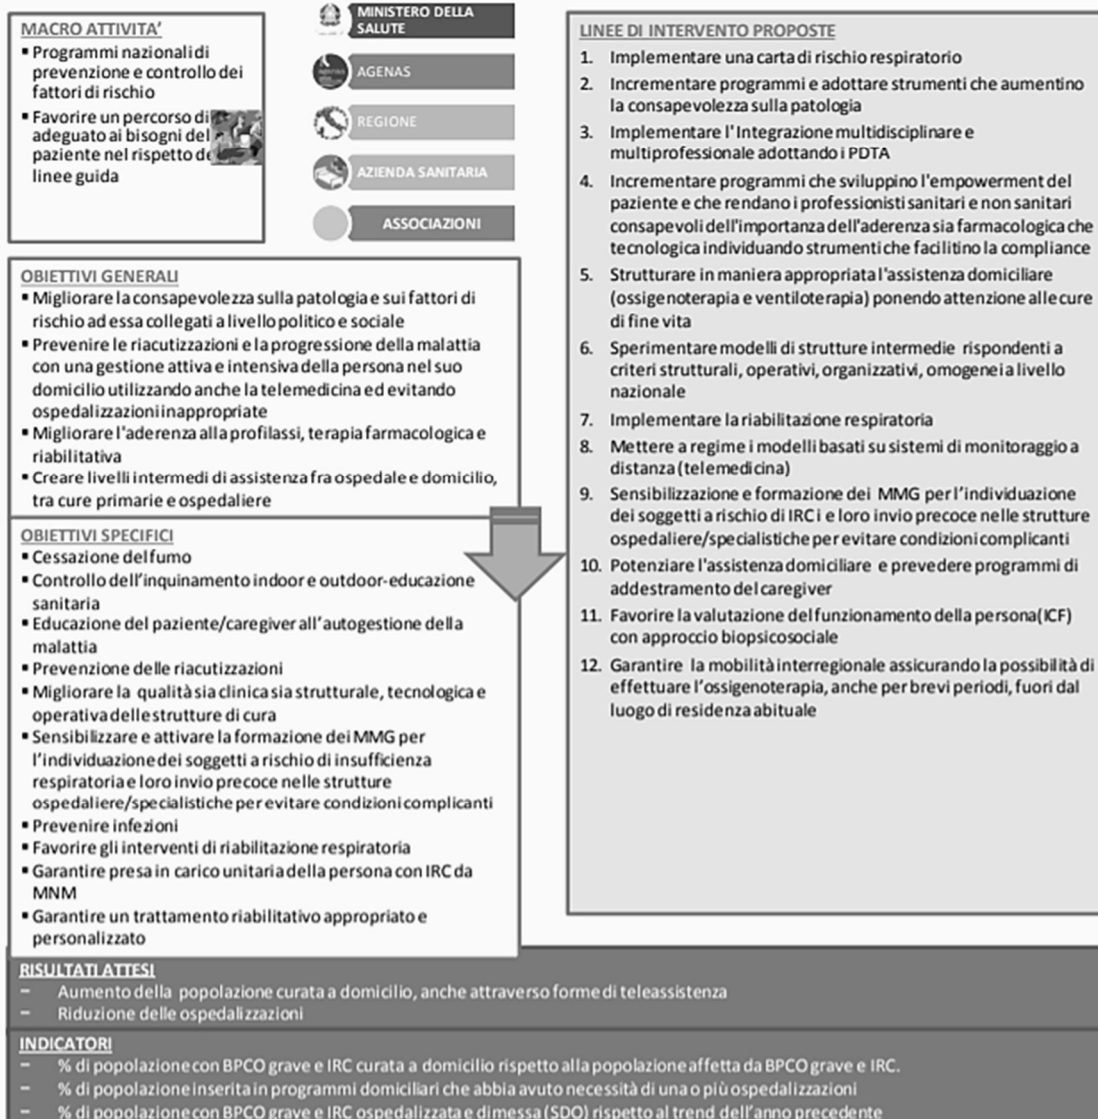 MACRO ATTIVITA’
▪ Programmi nazionali di
prevenzione e controllo dei
fattori di rischio
▪ Favorire un percorso di
adeguato ai bisogni del
paziente nel rispetto de
linee guida
MINISTERO DELLA
SALUTE
AGENAS
REGIONE
AZIENDA SANITARIA
ASSOCIAZIONI
OBIETTIVI GENERALI
▪ Migliorare la consapevolezza sulla patologia e sui fattori di
rischio ad essa collegati a livello politico e sociale
▪ Prevenire le riacutizzazioni e la progressione della malattia
con una gestione attiva e intensiva della persona nel suo
domicilio utilizzando anche la telemedicina ed evitando
ospedalizzazioni inappropriate
▪ Migliorare l'aderenza alla profilassi, terapia farmacologica e
riabilitativa
▪ Creare livelli intermedi di assistenza fra ospedale e domicilio,
tra cure primarie e ospedaliere
OBIETTIVI SPECIFICI
▪ Cessazione del fumo
▪ Controllo dell’inquinamento indoor e outdoor-educazione
sanitaria
▪ Educazione del paziente/caregiver all’autogestione della
malattia
▪ Prevenzione delle riacutizzazioni
▪ Migliorare la qualità sia clinica sia strutturale, tecnologica e
operativa delle strutture di cura
▪ Sensibilizzare e attivare la formazione dei MMG per
l’individuazione dei soggetti a rischio di insufficienza
respiratoria e loro invio precoce nelle strutture
ospedaliere/specialistiche per evitare condizioni complicanti
▪ Prevenire infezioni
▪ Favorire gli interventi di riabilitazione respiratoria
▪ Garantire presa in carico unitaria della persona con IRC da
MNM
▪ Garantire un trattamento riabilitativo appropriato e
personalizzato
LINEE DI INTERVENTO PROPOSTE
1. Implementare una carta di rischio respiratorio
2. Incrementare programmi e adottare strumenti che aumentino
la consapevolezza sulla patologia
3. Implementare l' Integrazione multidisciplinare e
multiprofessionale adottando i PDTA
4. Incrementare programmi che sviluppino l'empowerment del
paziente e che rendano i professionisti sanitari e non sanitari
consapevoli dell'importanza dell'aderenza sia farmacologica che
tecnologica individuando strumenti che facilitino la compliance
5. Strutturare in maniera appropriata l'assistenza domiciliare
(ossigenoterapia e ventiloterapia) ponendo attenzione alle cure
di fine vita
6. Sperimentare modelli di strutture intermedie rispondenti a
criteri strutturali, operativi, organizzativi, omogenei a livello
nazionale
7. Implementare la riabilitazione respiratoria
8. Mettere a regime i modelli basati su sistemi di monitoraggio a
distanza (telemedicina)
9. Sensibilizzazione e formazione dei MMG per l’individuazione
dei soggetti a rischio di IRC i e loro invio precoce nelle strutture
ospedaliere/specialistiche per evitare condizioni complicanti
10. Potenziare l'assistenza domiciliare e prevedere programmi di
addestramento del caregiver
11. Favorire la valutazione del funzionamento della persona(ICF)
con approccio biopsicosociale
12. Garantire la mobilità interregionale assicurando la possibilità di
effettuare l’ossigenoterapia, anche per brevi periodi, fuori dal
luogo di residenza abituale
RISULTATI ATTESI
– Aumento della popolazione curata a domicilio, anche attraverso forme di teleassistenza
– Riduzione delle ospedalizzazioni
INDICATORI
– % di popolazione con BPCO grave e IRC curata a domicilio rispetto alla popolazione affetta da BPCO grave e IRC.
– % di popolazione inserita in programmi domiciliari che abbia avuto necessità di una o più ospedalizzazioni
– % di popolazione con BPCO grave e IRC ospedalizzata e dimessa (SDO) rispetto al trend dell’anno precedente